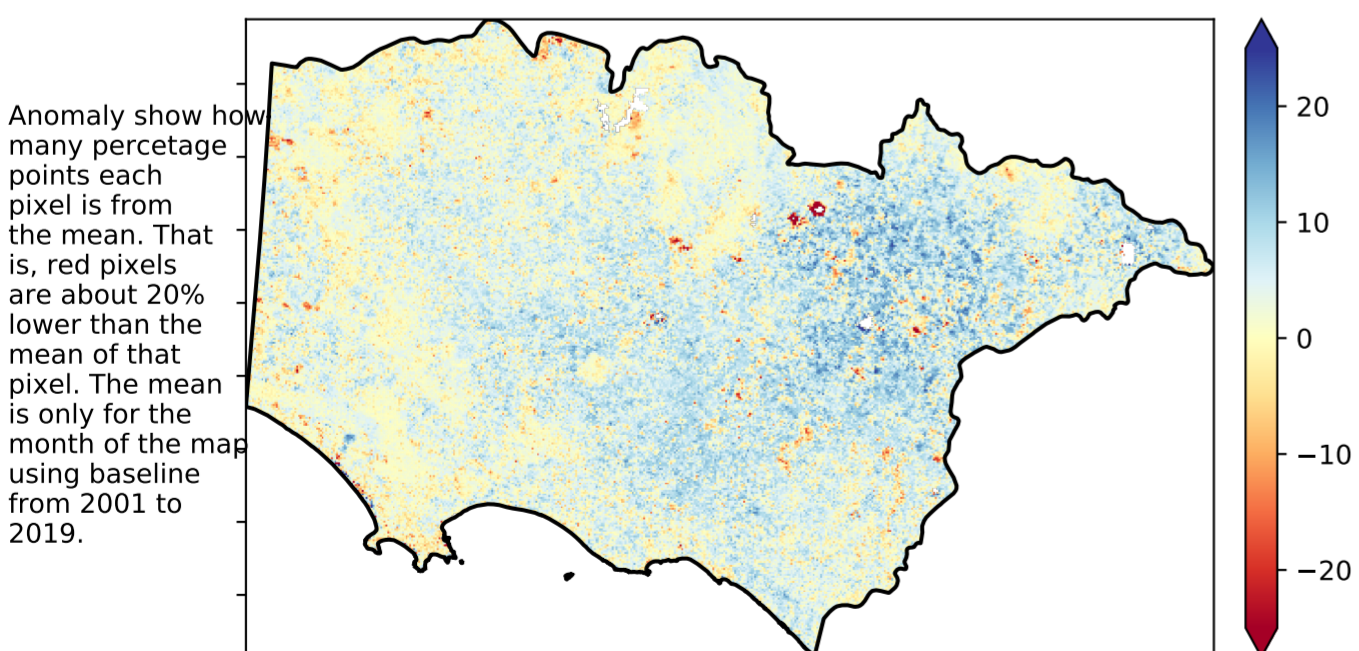 Anomaly show how
many percetage
points each
pixel is from
the mean. That
is, red pixels
are about 20%
lower than the
mean of that
pixel. The mean
is only for the
month of the map
using baseline
from 2001 to
2019.
20
10
0
−10
−20